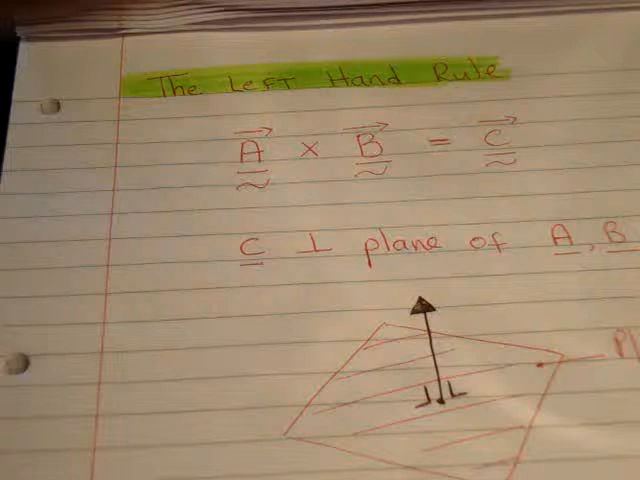 The Left Hand Rule
A × B = C
C ⊥ plane of A, B